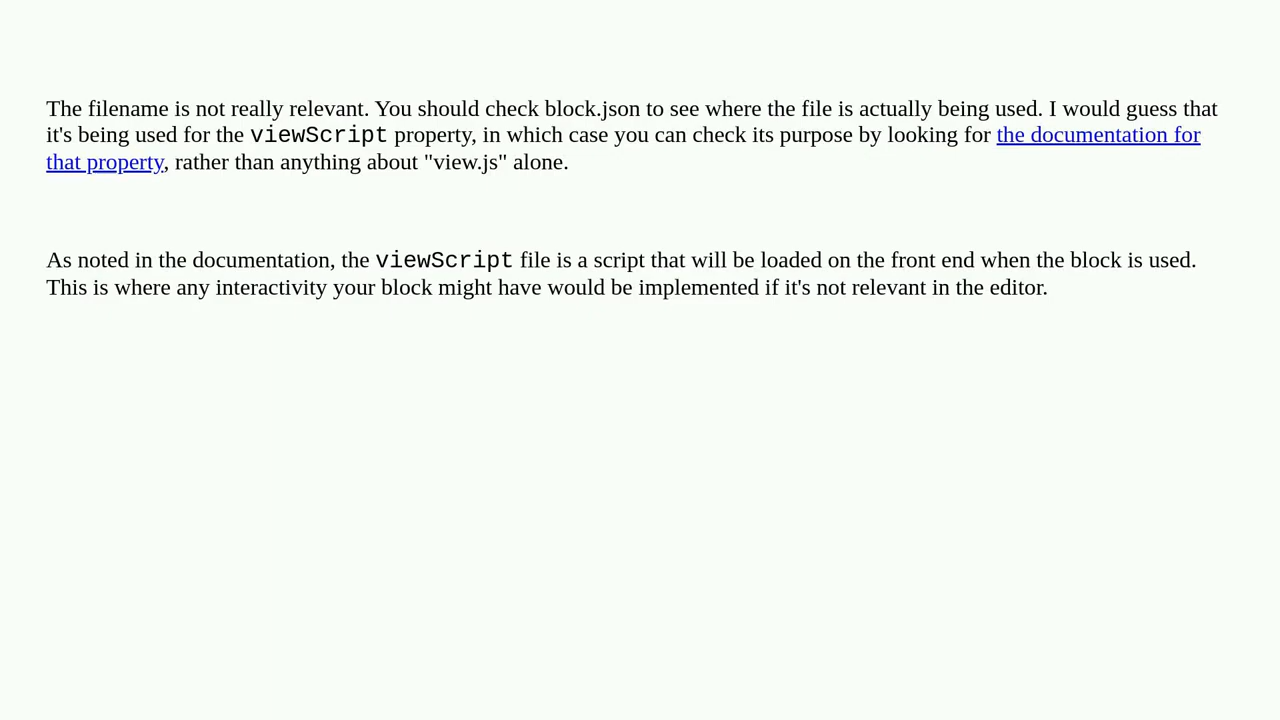 The filename is not really relevant. You should check block.json to see where the file is actually being used. I would guess that
it's being used for the viewScript property, in which case you can check its purpose by looking for the documentation for
that property, rather than anything about "view.js" alone.
As noted in the documentation, the viewScript file is a script that will be loaded on the front end when the block is used.
This is where any interactivity your block might have would be implemented if it's not relevant in the editor.